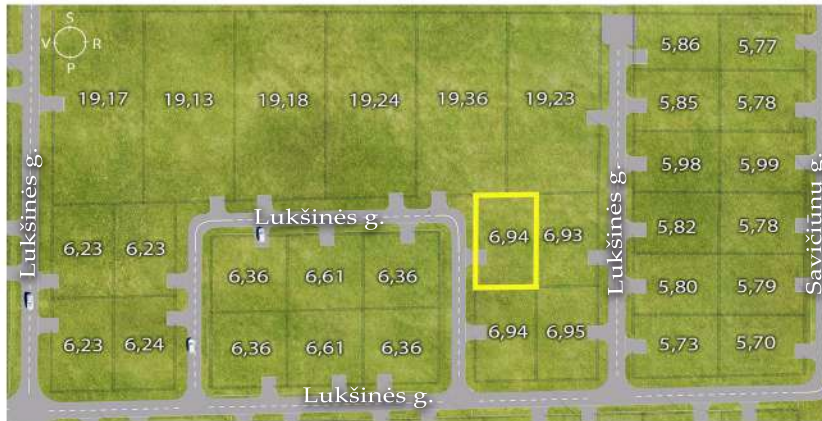 S
V R
P
19,17 19,13 19,18 19,24 19,36 19,23
5,86 5,77
5,85 5,78
5,98 5,99
5,82 5,78
5,80 5,79
5,73 5,70
Lukšinės g.
Lukšinės g.
Lukšinės g.
Savičiūnų g.
6,23 6,23
6,23 6,24
6,36 6,61 6,36
6,36 6,61 6,36
6,94 6,93
6,94 6,95
Lukšinės g.